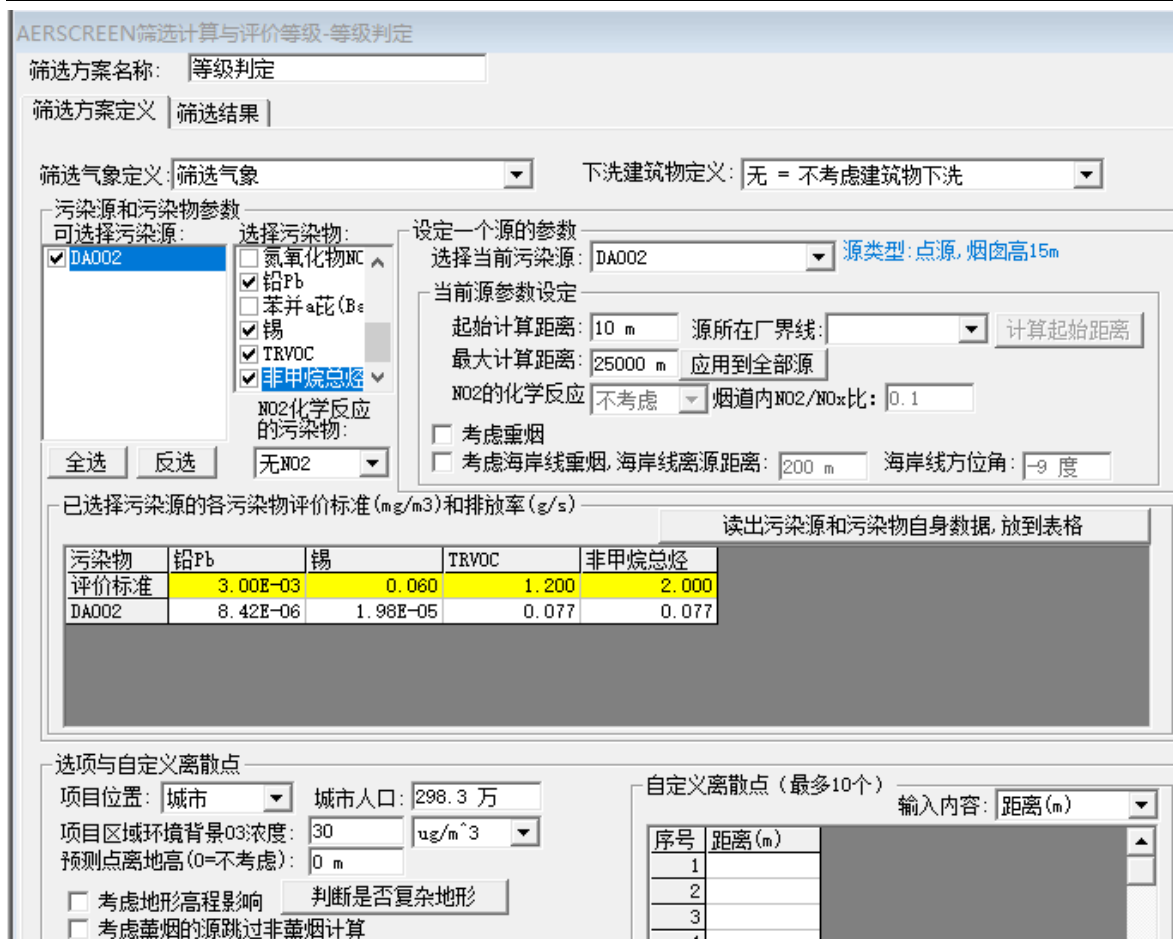 AERSCREEN筛选计算与评价等级-等级判定
筛选方案名称: 等级判定
筛选方案定义 筛选结果
筛选气象定义: 筛选气象 下洗建筑物定义: 无 = 不考虑建筑物下洗
污染源和污染物参数
可选择污染源: 选择污染物: 设定一个源的参数
DA002 氮氧化物NO 选择当前污染源: DA002 源类型:点源,烟囱高15m
铅Pb
苯并a芘(Ba
锡
TRVOC
非甲烷总烃
当前源参数设定
起始计算距离: 10 m 源所在厂界线: 计算起始距离
最大计算距离: 25000 m 应用到全部源
NO2的化学反应 不考虑 烟道内NO2/NOx比: 0.1
NO2化学反应
的污染物:
无NO2
考虑重烟
考虑海岸线重烟,海岸线离源距离: 200 m 海岸线方位角: -9 度
全选 反选
已选择污染源的各污染物评价标准(mg/m3)和排放率(g/s)
读出污染源和污染物自身数据,放到表格
污染物 铅Pb 锡 TRVOC 非甲烷总烃
评价标准 3.00E-03 0.060 1.200 2.000
DA002 8.42E-06 1.98E-05 0.077 0.077
选项与自定义离散点
项目位置: 城市 城市人口: 298.3 万
项目区域环境背景O3浓度: 30 ug/m^3
预测点离地高(0=不考虑): 0 m
考虑地形高程影响 判断是否复杂地形
考虑薰烟的源跳过非薰烟计算
自定义离散点(最多10个)
输入内容: 距离(m)
序号 距离(m)
1
2
3